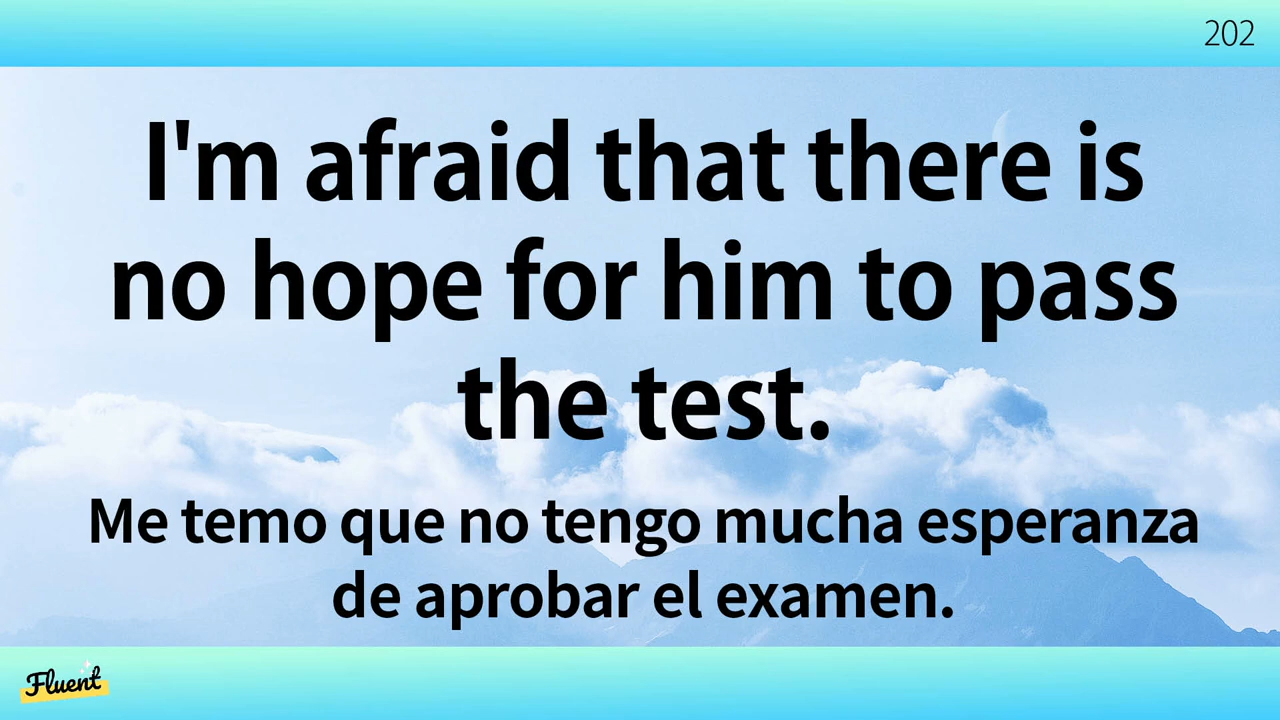 202
I'm afraid that there is
no hope for him to pass
the test.
Me temo que no tengo mucha esperanza
de aprobar el examen.
Fluent